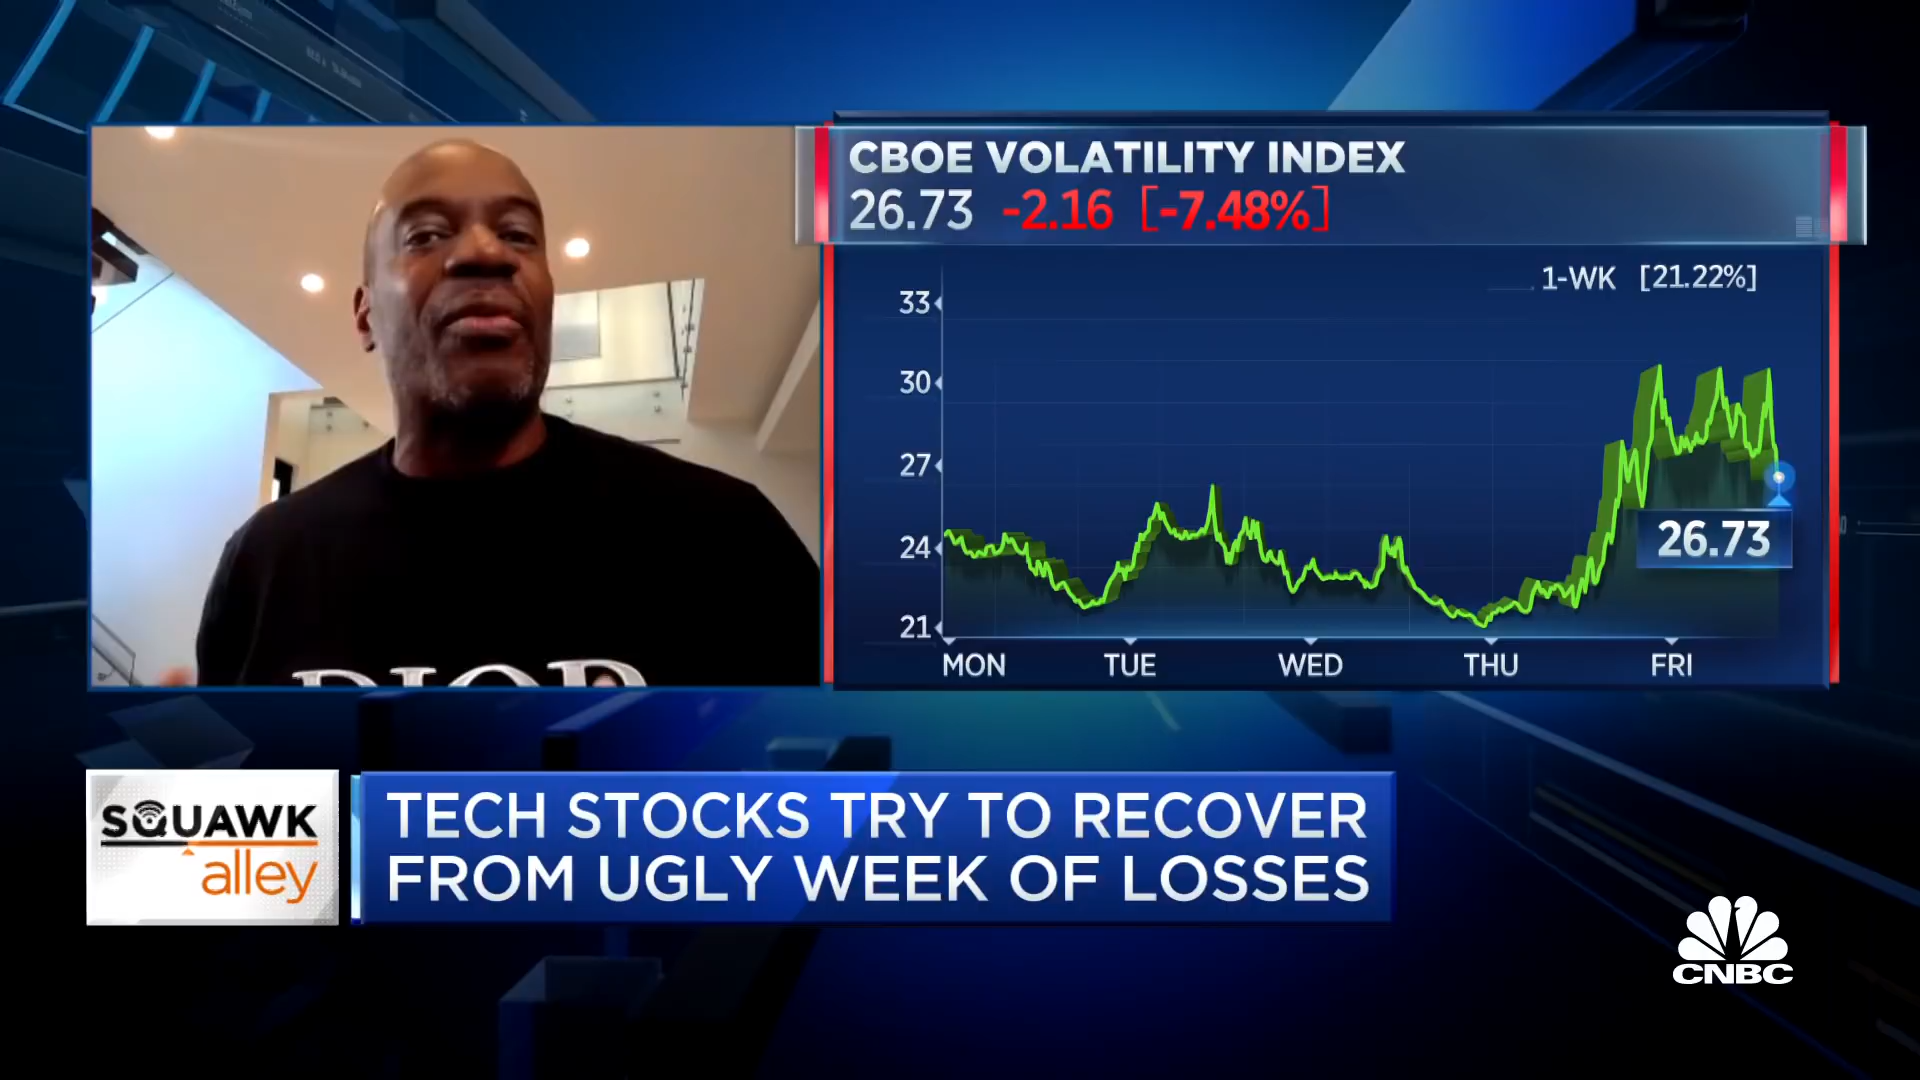 CBOE VOLATILITY INDEX
26.73 -2.16 [-7.48%]
1-WK [21.22%]
33
30
27
24
21
26.73
MON TUE WED THU FRI
DIOR
SQUAWK
alley
TECH STOCKS TRY TO RECOVER
FROM UGLY WEEK OF LOSSES
CNBC